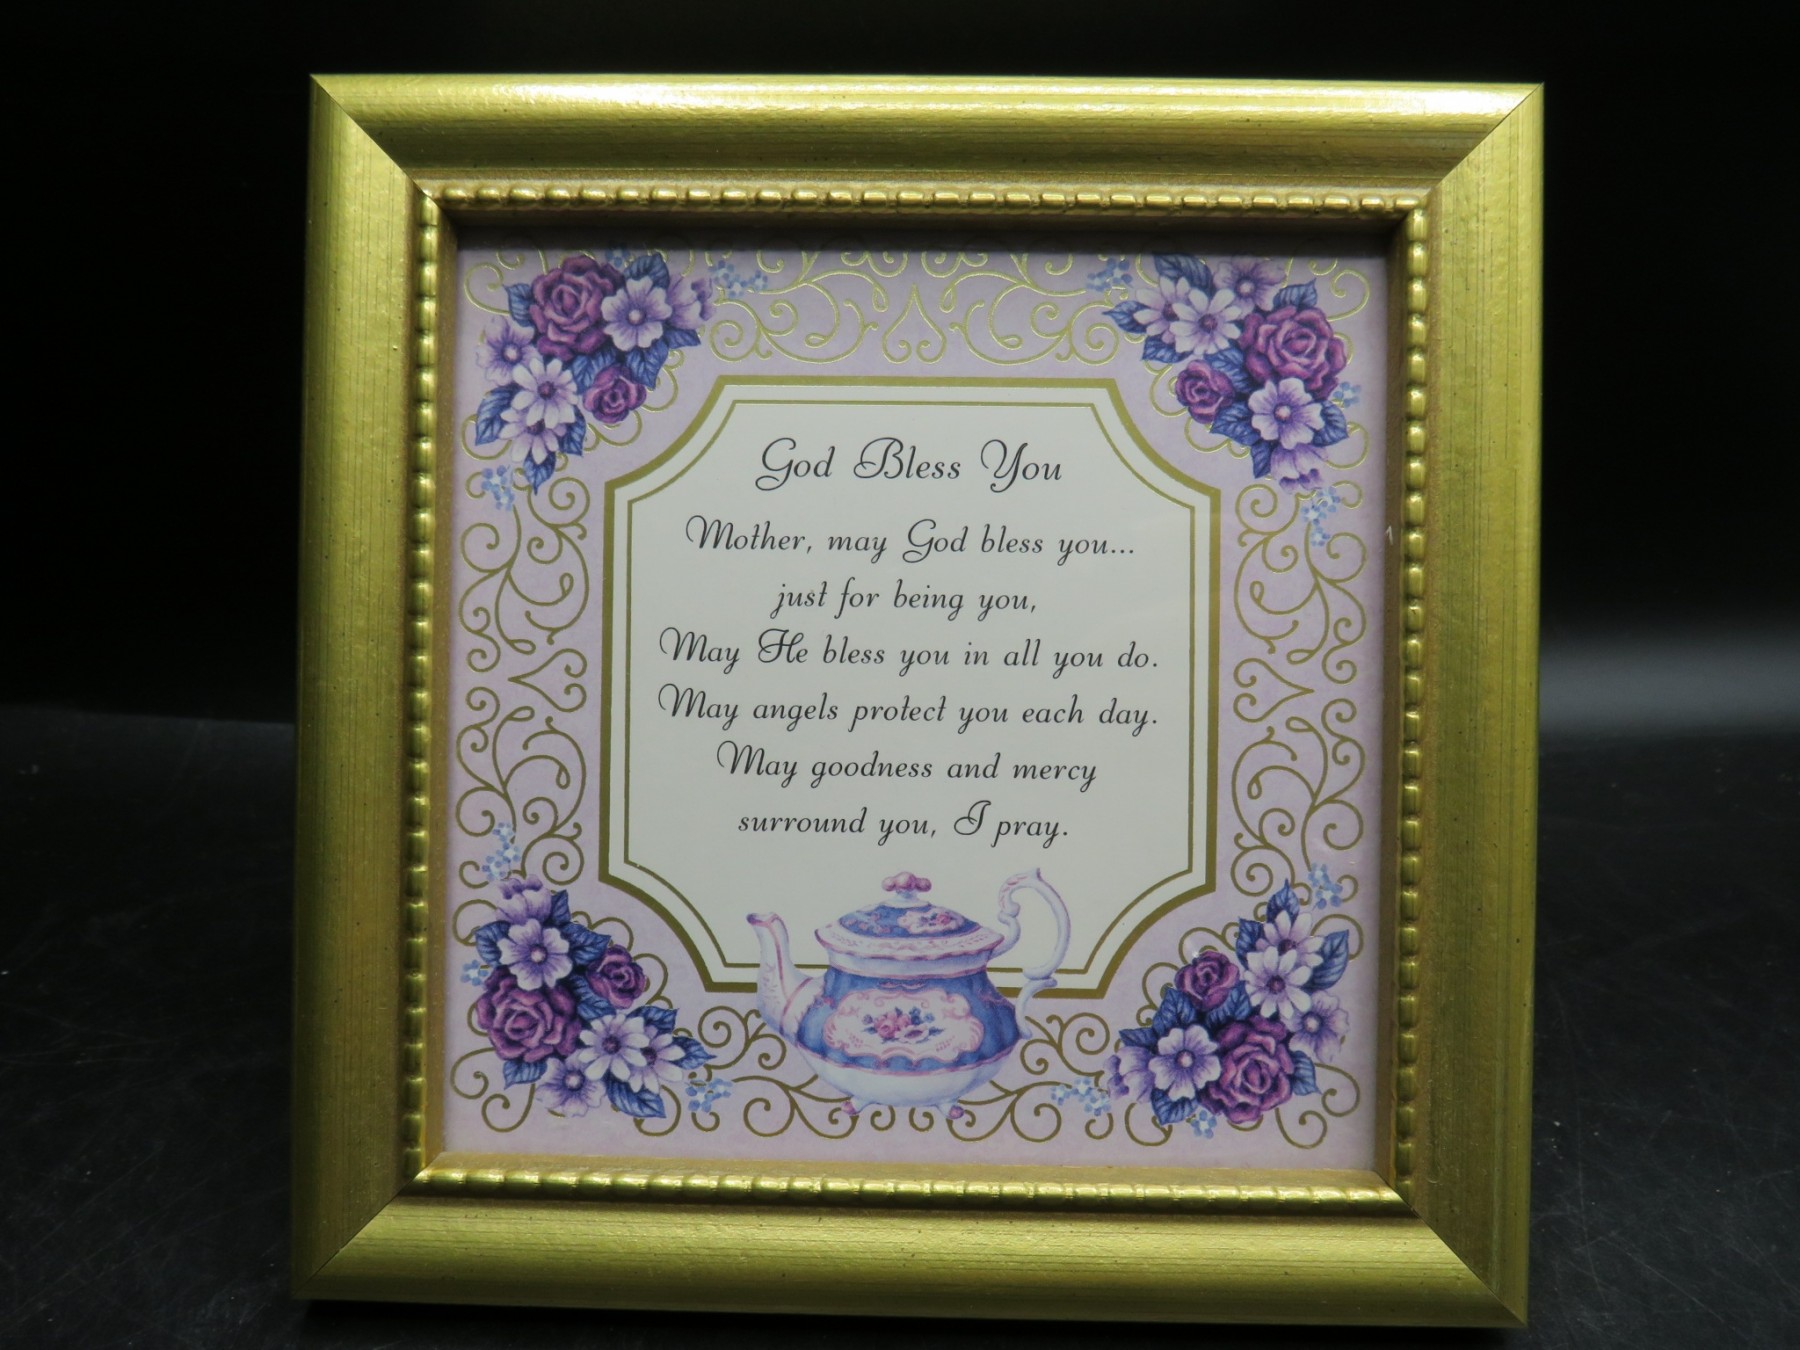 God Bless You
Mother, may God bless you...
just for being you,
May He bless you in all you do.
May angels protect you each day.
May goodness and mercy
surround you, I pray.